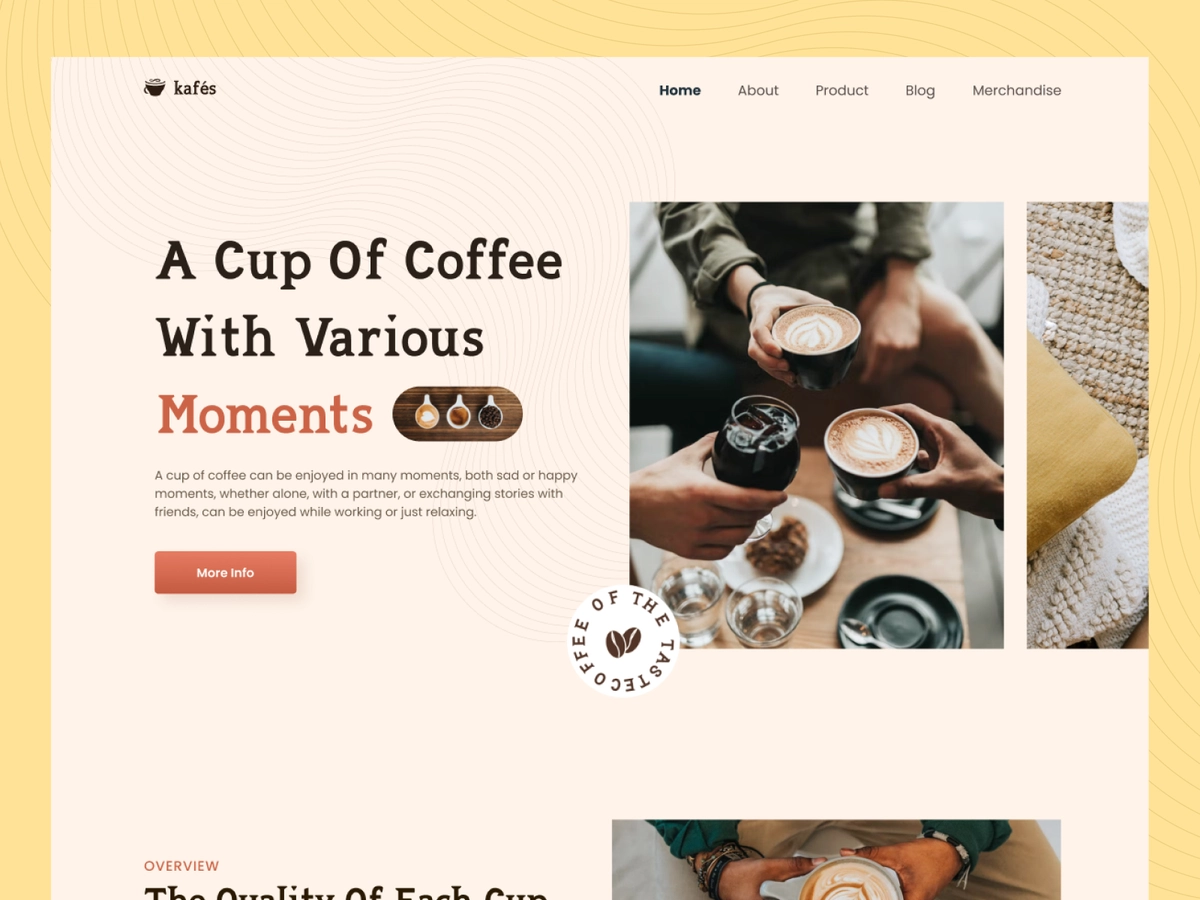 kafés
Home About Product Blog Merchandise
A Cup Of Coffee
With Various
Moments
A cup of coffee can be enjoyed in many moments, both sad or happy
moments, whether alone, with a partner, or exchanging stories with
friends, can be enjoyed while working or just relaxing.
More Info
COFFEE OF THE TASTE
OVERVIEW
The Quality Of Each Cup